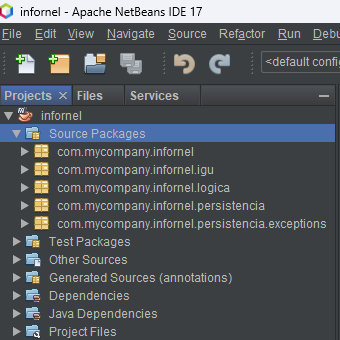 infornel - Apache NetBeans IDE 17
File Edit View Navigate Source Refactor Run Debu
<default config
Projects Files Services
infornel
Source Packages
com.mycompany.infornel
com.mycompany.infornel.igu
com.mycompany.infornel.logica
com.mycompany.infornel.persistencia
com.mycompany.infornel.persistencia.exceptions
Test Packages
Other Sources
Generated Sources (annotations)
Dependencies
Java Dependencies
Project Files